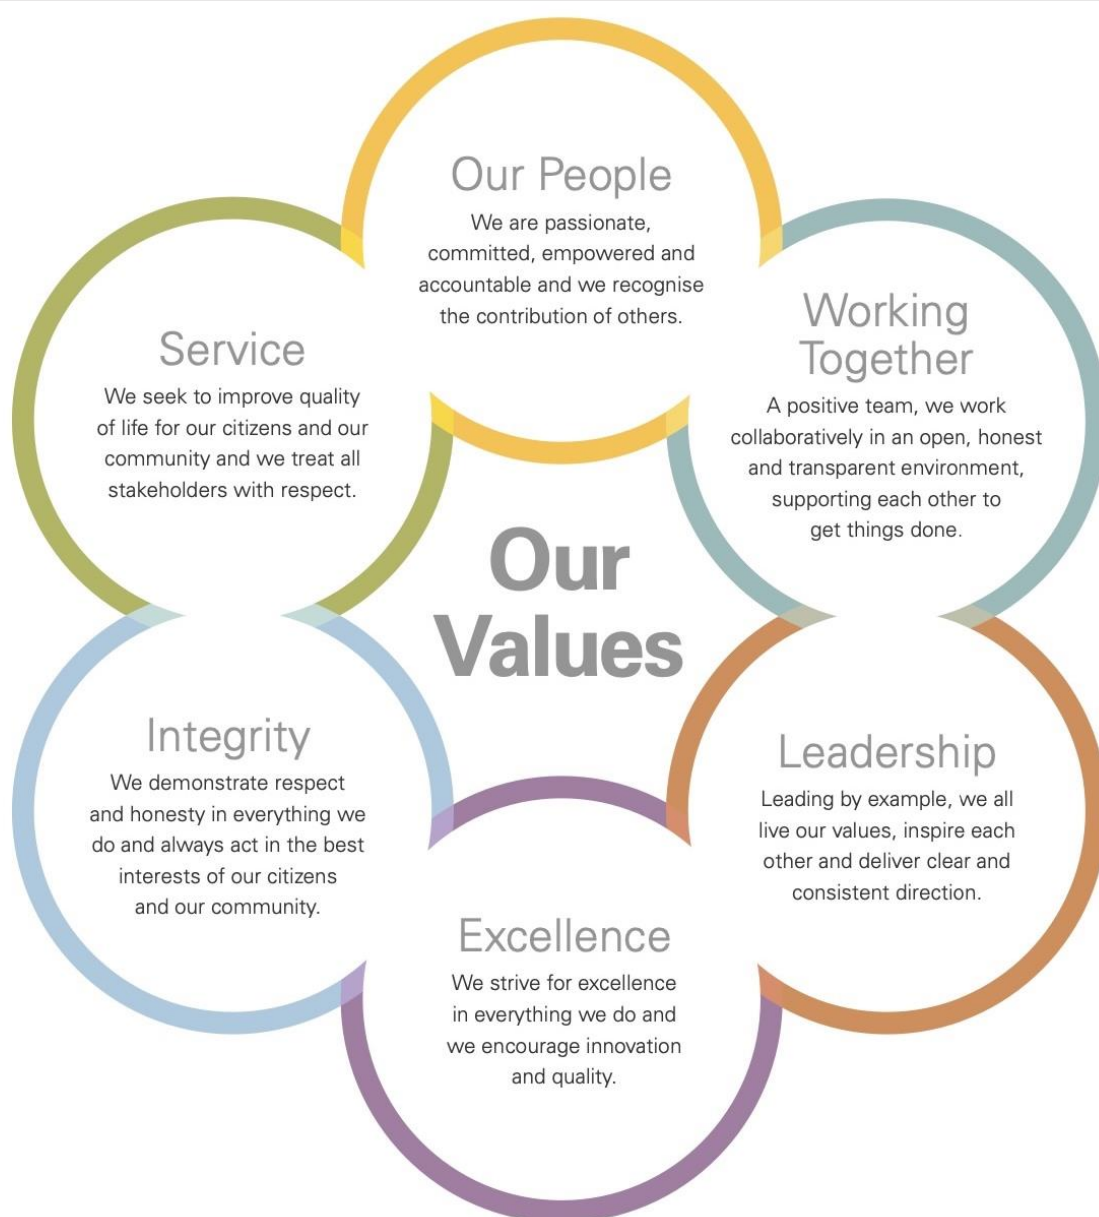 Our People
We are passionate,
committed, empowered and
accountable and we recognise
the contribution of others.
Working
Together
A positive team, we work
collaboratively in an open, honest
and transparent environment,
supporting each other to
get things done.
Service
We seek to improve quality
of life for our citizens and our
community and we treat all
stakeholders with respect.
Our
Values
Integrity
We demonstrate respect
and honesty in everything we
do and always act in the best
interests of our citizens
and our community.
Leadership
Leading by example, we all
live our values, inspire each
other and deliver clear and
consistent direction.
Excellence
We strive for excellence
in everything we do and
we encourage innovation
and quality.